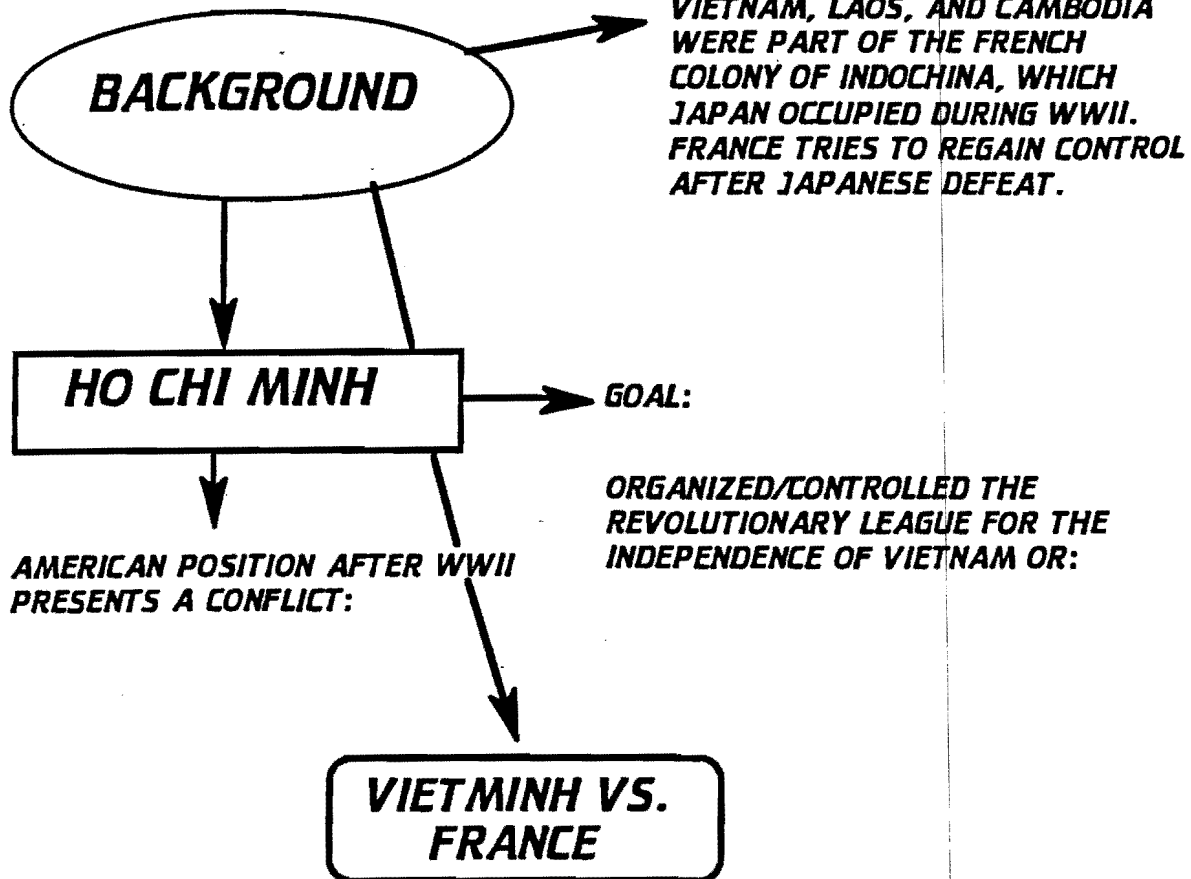 VIETNAM, LAOS, AND CAMBODIA
WERE PART OF THE FRENCH
COLONY OF INDOCHINA, WHICH
JAPAN OCCUPIED DURING WWII.
FRANCE TRIES TO REGAIN CONTROL
AFTER JAPANESE DEFEAT.
BACKGROUND
HO CHI MINH
GOAL:
ORGANIZED/CONTROLLED THE
REVOLUTIONARY LEAGUE FOR THE
INDEPENDENCE OF VIETNAM OR:
AMERICAN POSITION AFTER WWII
PRESENTS A CONFLICT:
VIETMINH VS.
FRANCE